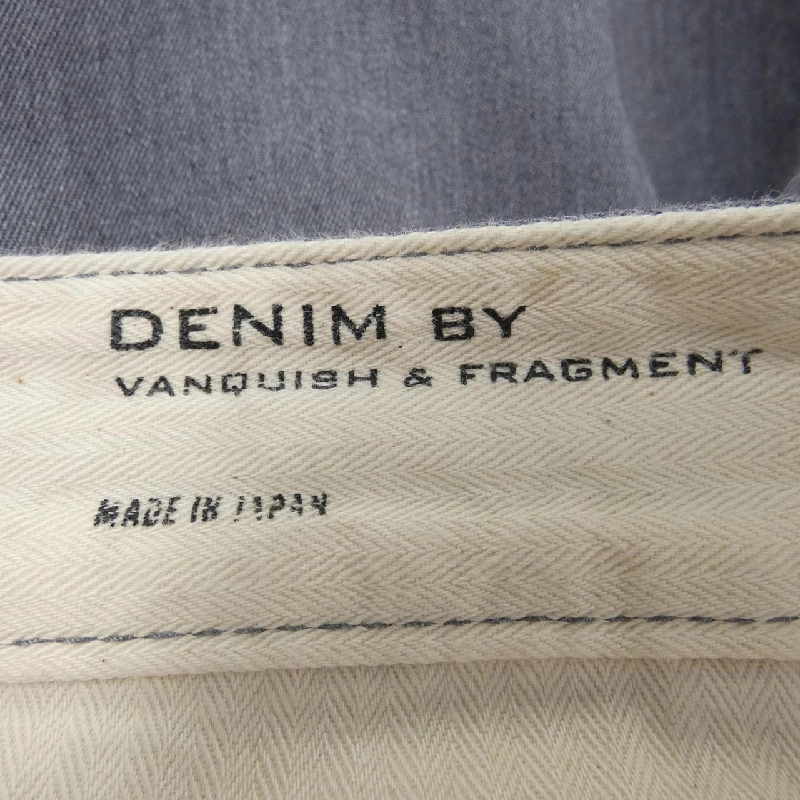 DENIM BY
VANQUISH & FRAGMENT
MADE IN JAPAN